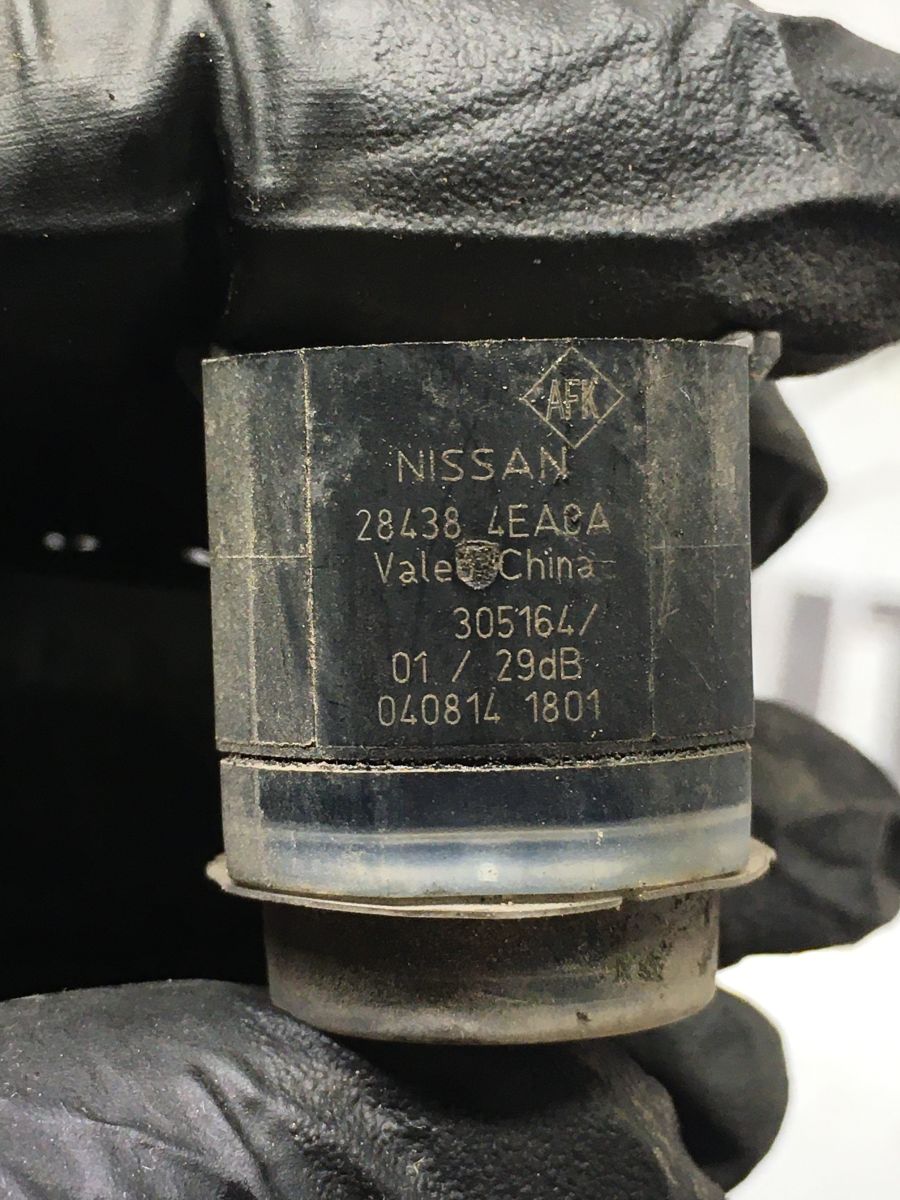 AFK
NISSAN
28438 4EA0A
Valeo China
305164/
01 / 29dB
040814 1801